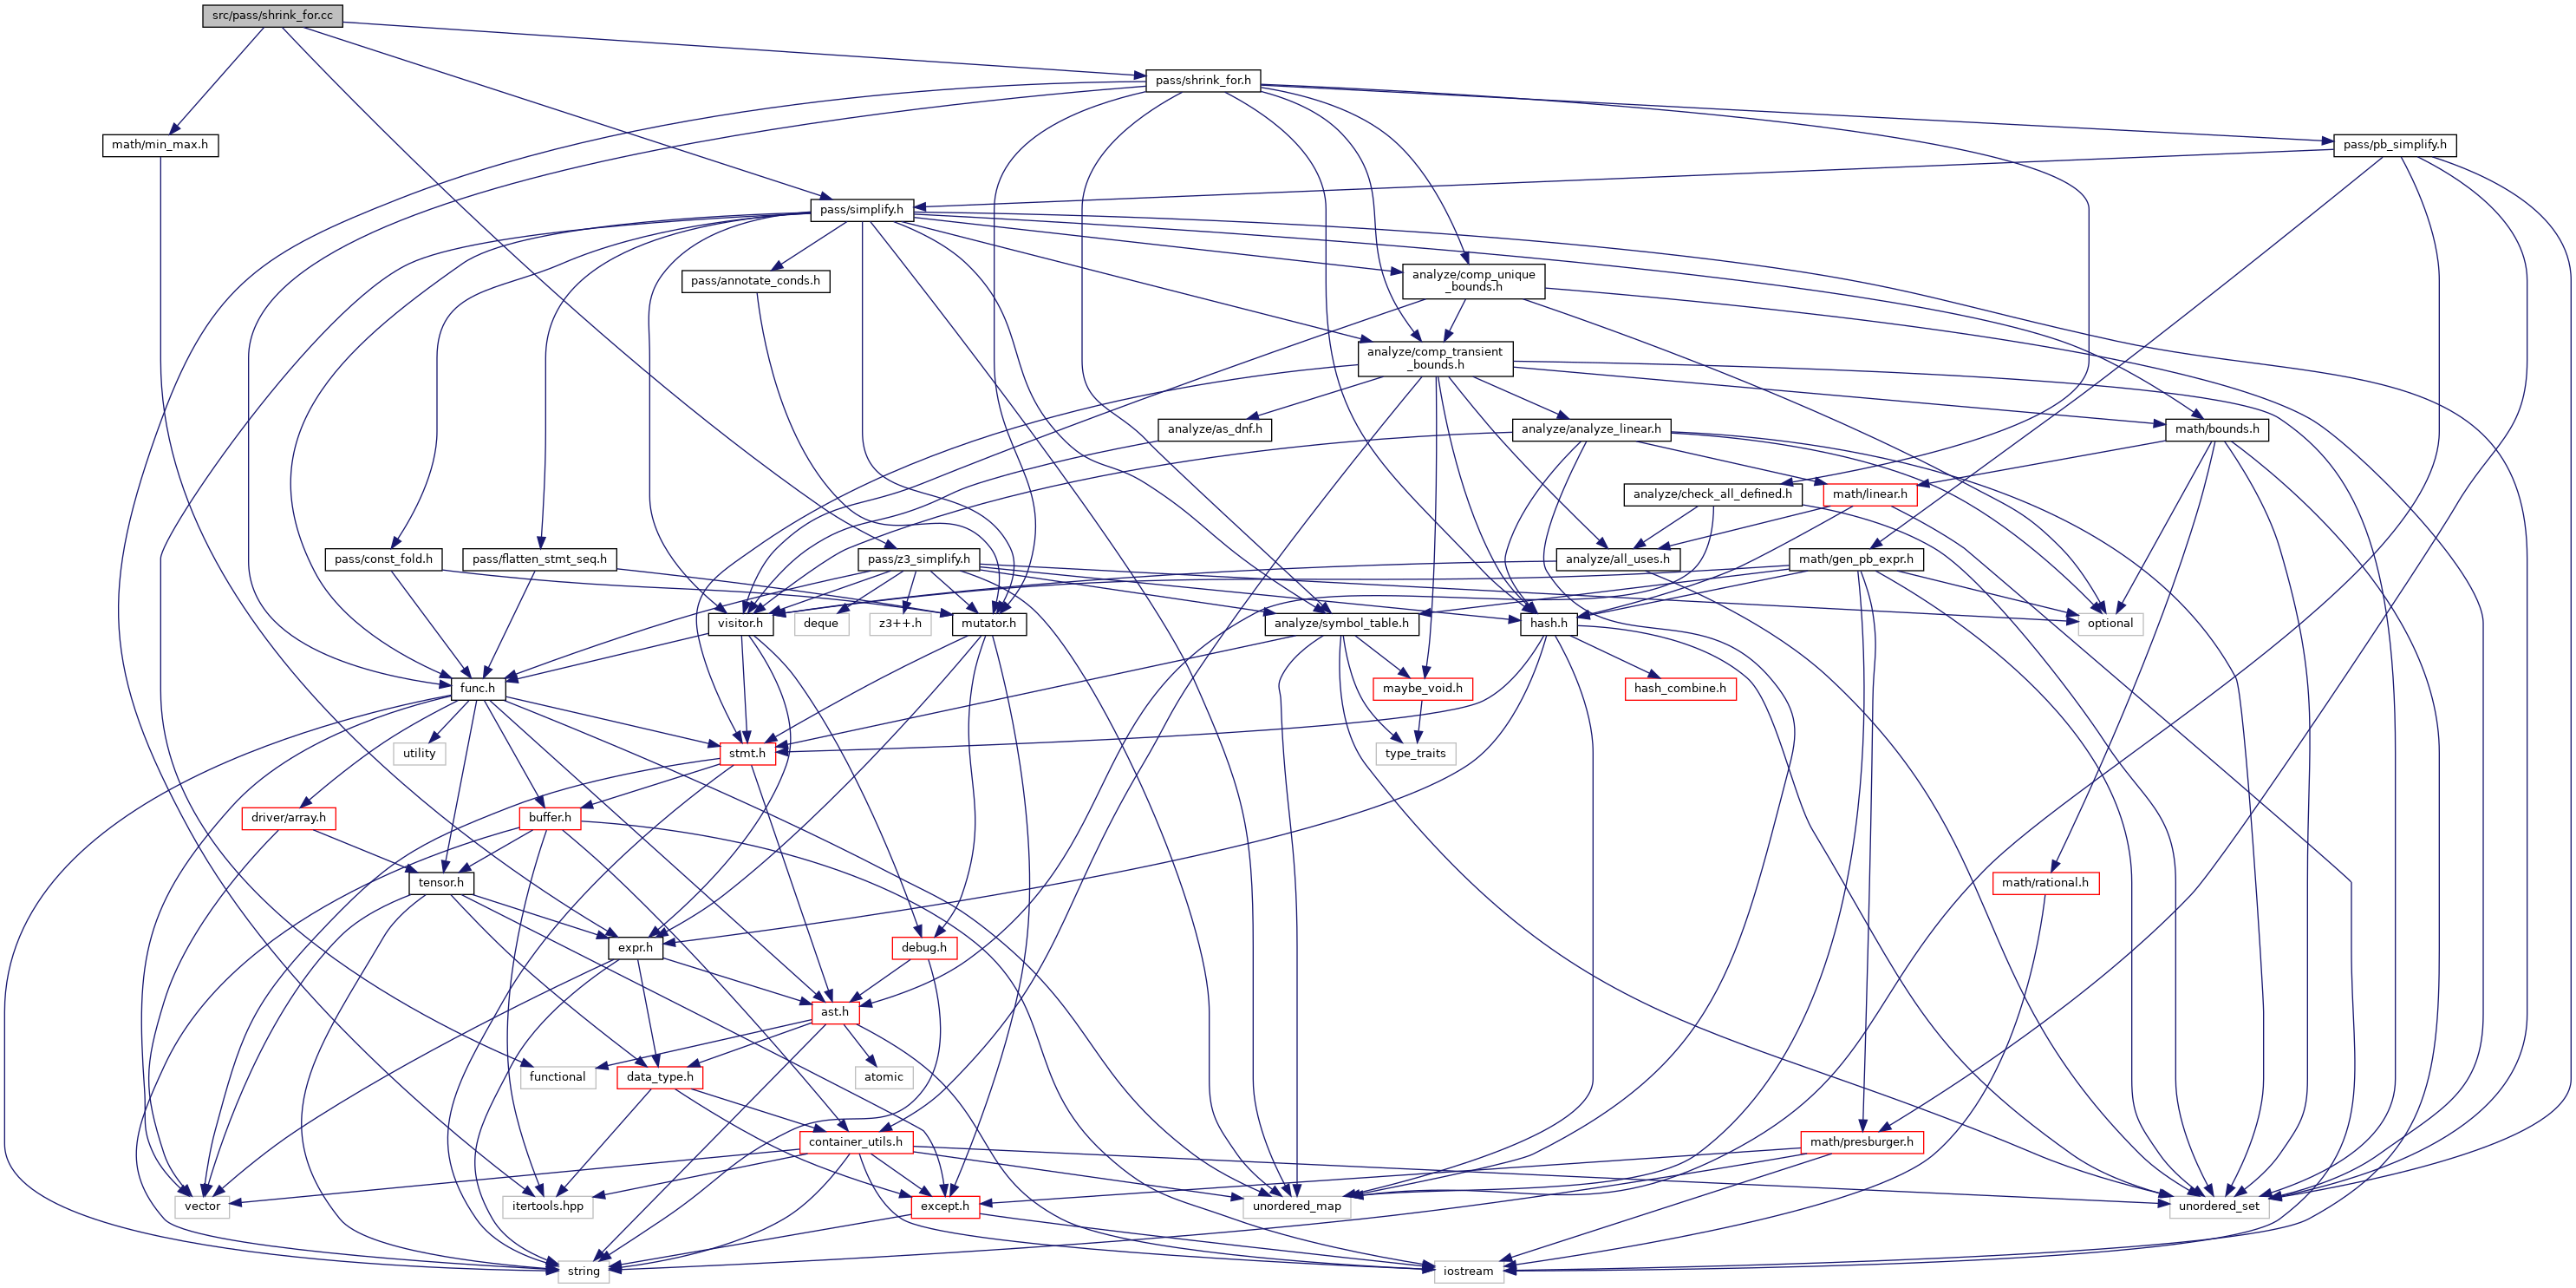 src/pass/shrink_for.cc
pass/shrink_for.h
math/min_max.h
pass/pb_simplify.h
pass/simplify.h
pass/annotate_conds.h
analyze/comp_unique
_bounds.h
analyze/comp_transient
_bounds.h
analyze/as_dnf.h
analyze/analyze_linear.h
math/bounds.h
analyze/check_all_defined.h
math/linear.h
pass/const_fold.h
pass/flatten_stmt_seq.h
pass/z3_simplify.h
analyze/all_uses.h
math/gen_pb_expr.h
visitor.h
deque
z3++.h
mutator.h
analyze/symbol_table.h
hash.h
optional
func.h
maybe_void.h
hash_combine.h
utility
stmt.h
type_traits
driver/array.h
buffer.h
tensor.h
math/rational.h
expr.h
debug.h
ast.h
functional
data_type.h
atomic
container_utils.h
math/presburger.h
vector
itertools.hpp
except.h
unordered_map
unordered_set
string
iostream